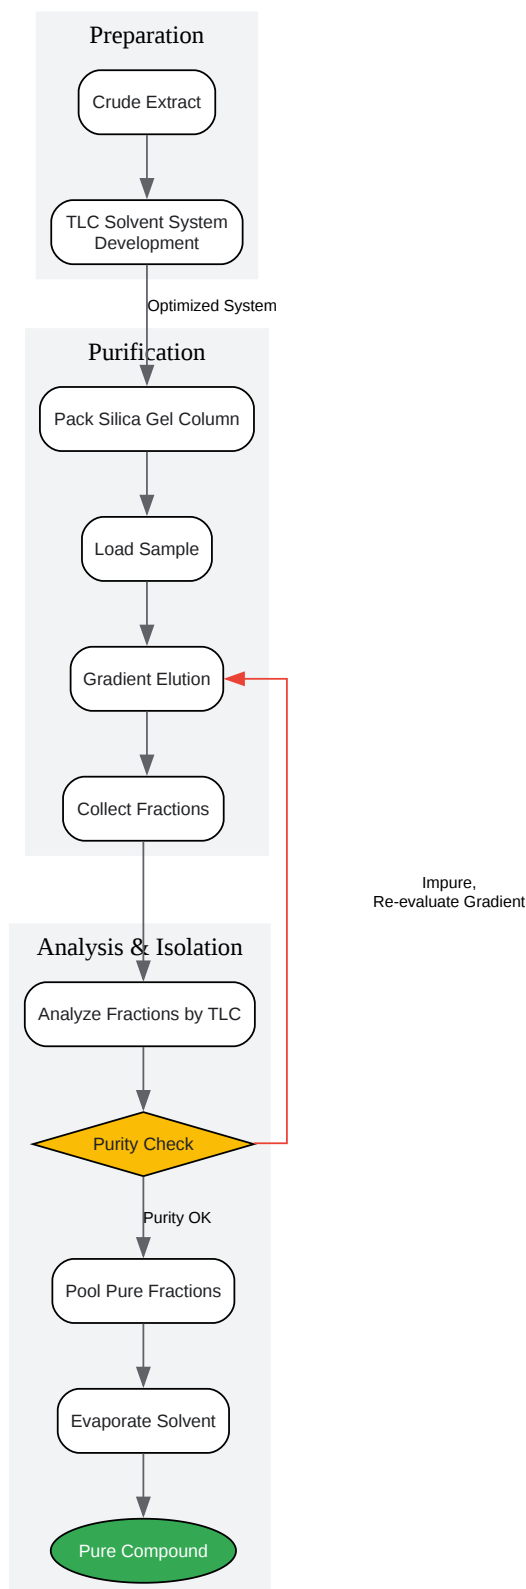 Preparation
Crude Extract
TLC Solvent System
Development
Optimized System
Purification
Pack Silica Gel Column
Load Sample
Gradient Elution
Collect Fractions
Impure,
Re-evaluate Gradient
Analysis & Isolation
Analyze Fractions by TLC
Purity Check
Purity OK
Pool Pure Fractions
Evaporate Solvent
Pure Compound